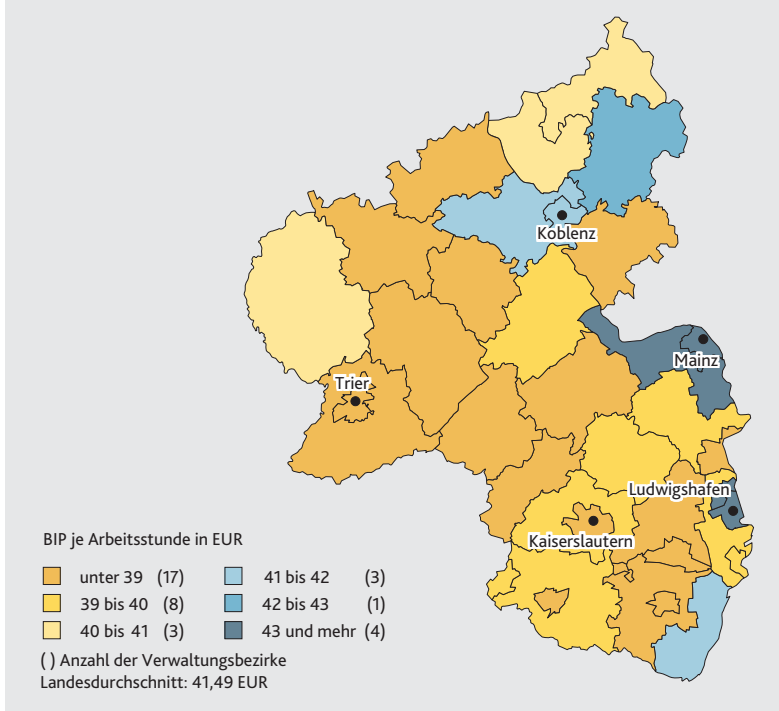 Koblenz
Mainz
Trier
Ludwigshafen
Kaiserslautern
BIP je Arbeitsstunde in EUR
unter 39 (17)
39 bis 40 (8)
40 bis 41 (3)
41 bis 42 (3)
42 bis 43 (1)
43 und mehr (4)
( ) Anzahl der Verwaltungsbezirke
Landesdurchschnitt: 41,49 EUR